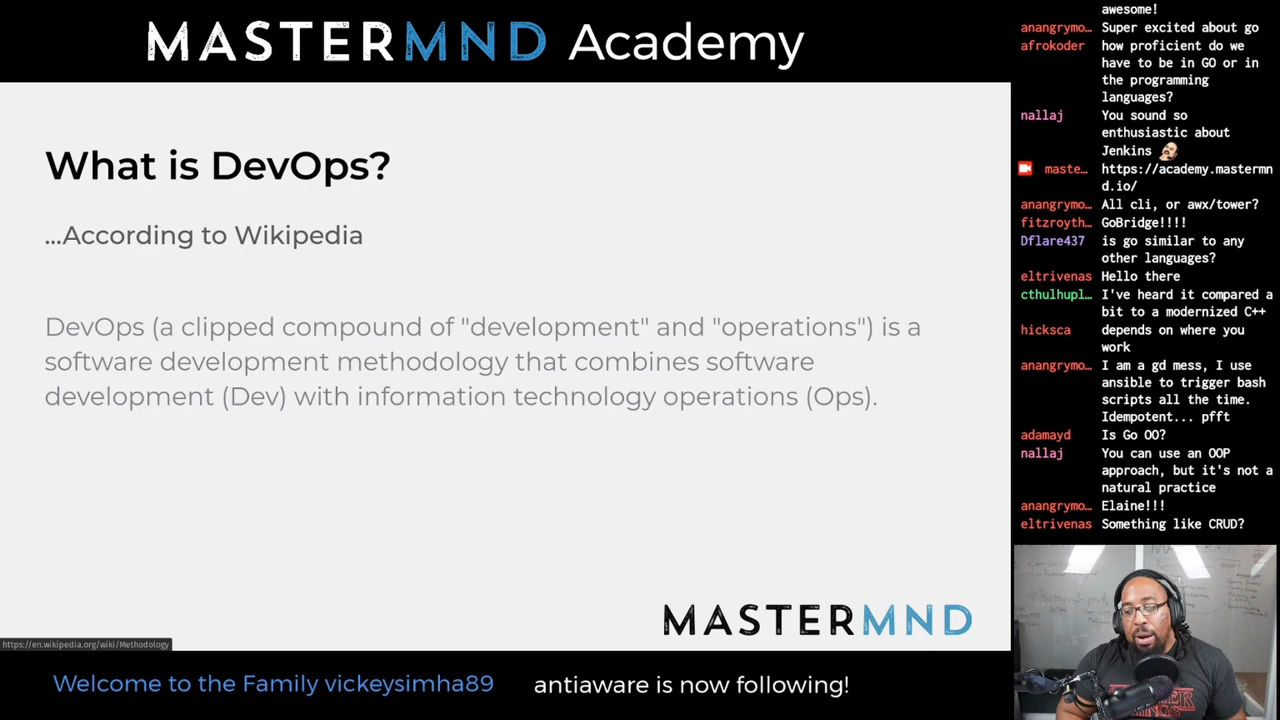 MASTERMND Academy
What is DevOps?
...According to Wikipedia
DevOps (a clipped compound of "development" and "operations") is a
software development methodology that combines software
development (Dev) with information technology operations (Ops).
MASTERMND
https://en.wikipedia.org/wiki/Methodology
Welcome to the Family vickeysimha89
antiaware is now following!
awesome!
anangrymo… Super excited about go
afrokoder how proficient do we
have to be in GO or in
the programming
languages?
nallaj You sound so
enthusiastic about
Jenkins
maste… https://academy.mastermn
d.io/
anangrymo… All cli, or awx/tower?
fitzroyth… GoBridge!!!!
Dflare437 is go similar to any
other languages?
eltrivenas Hello there
cthulhupl… I've heard it compared a
bit to a modernized C++
hicksca depends on where you
work
anangrymo… I am a gd mess, I use
ansible to trigger bash
scripts all the time.
Idempotent... pfft
adamayd Is Go OO?
nallaj You can use an OOP
approach, but it's not a
natural practice
anangrymo… Elaine!!!
eltrivenas Something like CRUD?